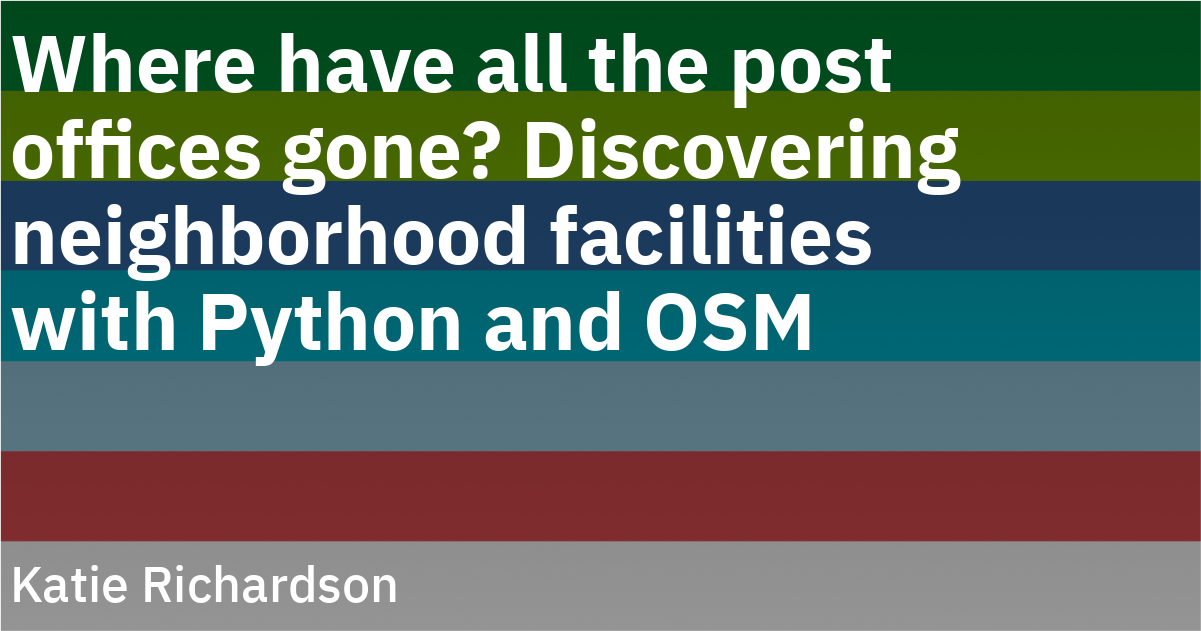 Where have all the post
offices gone? Discovering
neighborhood facilities
with Python and OSM
Katie Richardson